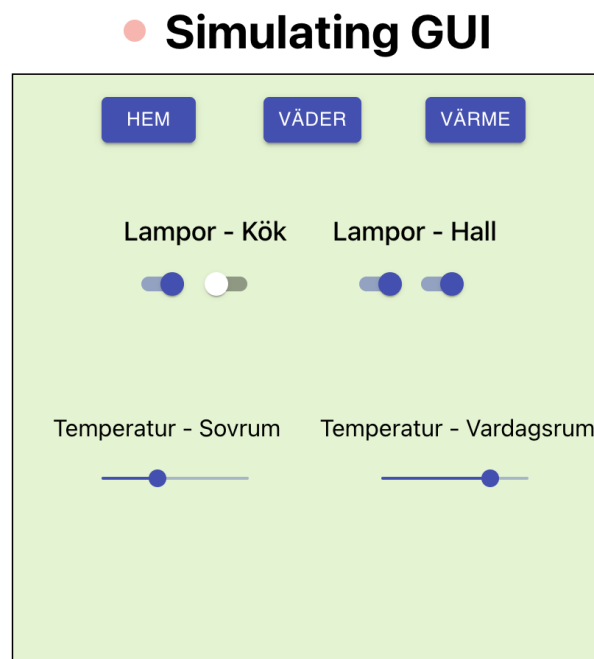 Simulating GUI
HEM VÄDER VÄRME
Lampor - Kök Lampor - Hall
Temperatur - Sovrum Temperatur - Vardagsrum